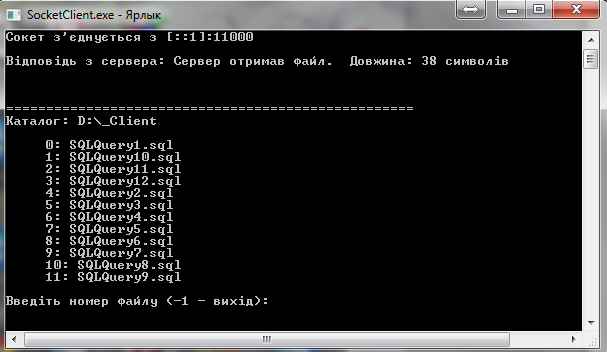 SocketClient.exe - Ярлык
Сокет з'єднується з [::1]:11000
Відповідь з сервера: Сервер отримав файл.  Довжина: 38 символів
===================================================
Каталог: D:\_Client
0: SQLQuery1.sql
1: SQLQuery10.sql
2: SQLQuery11.sql
3: SQLQuery12.sql
4: SQLQuery2.sql
5: SQLQuery3.sql
6: SQLQuery4.sql
7: SQLQuery5.sql
8: SQLQuery6.sql
9: SQLQuery7.sql
10: SQLQuery8.sql
11: SQLQuery9.sql
Введіть номер файлу (-1 - вихід):